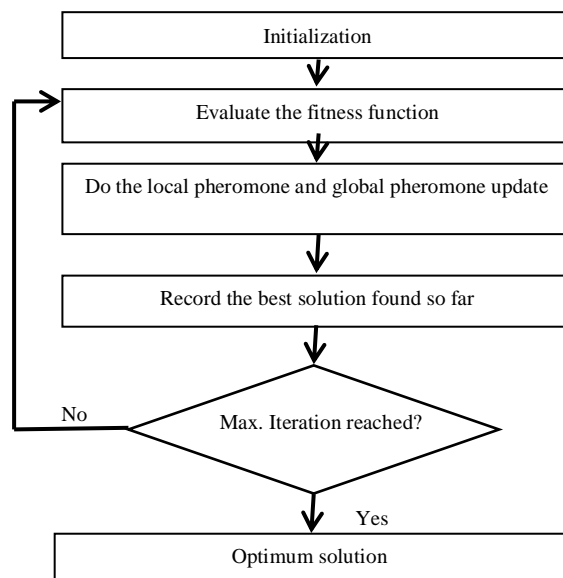 Initialization
Evaluate the fitness function
Do the local pheromone and global pheromone update
Record the best solution found so far
No
Max. Iteration reached?
Yes
Optimum solution